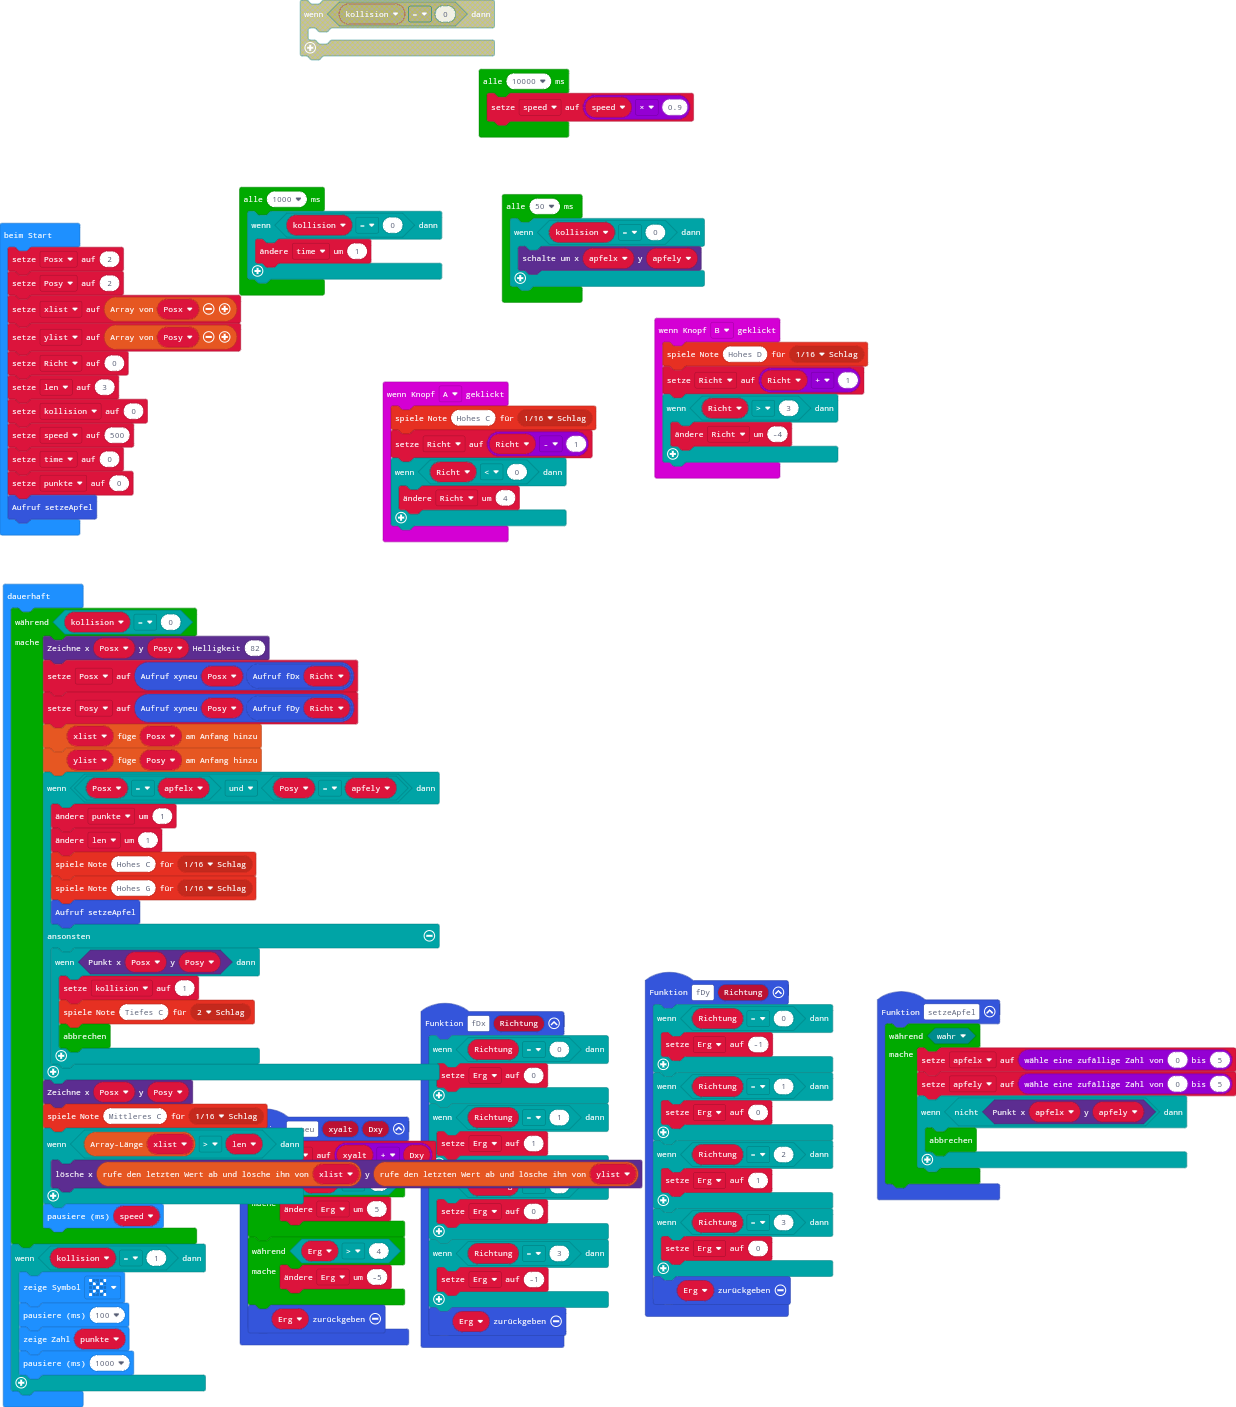 wenn kollision = 0 dann
alle 10000 ms
setze speed auf speed × 0.9
alle 1000 ms
wenn kollision = 0 dann
ändere time um 1
alle 50 ms
wenn kollision = 0 dann
schalte um x apfelx y apfely
beim Start
setze Posx auf 2
setze Posy auf 2
setze xlist auf Array von Posx
setze ylist auf Array von Posy
setze Richt auf 0
setze len auf 3
setze kollision auf 0
setze speed auf 500
setze time auf 0
setze punkte auf 0
Aufruf setzeApfel
wenn Knopf A geklickt
spiele Note Hohes C für 1/16 Schlag
setze Richt auf Richt - 1
wenn Richt < 0 dann
ändere Richt um 4
wenn Knopf B geklickt
spiele Note Hohes D für 1/16 Schlag
setze Richt auf Richt + 1
wenn Richt > 3 dann
ändere Richt um -4
dauerhaft
während kollision = 0
mache
Zeichne x Posx y Posy Helligkeit 82
setze Posx auf Aufruf xyneu Posx Aufruf fDx Richt
setze Posy auf Aufruf xyneu Posy Aufruf fDy Richt
xlist füge Posx am Anfang hinzu
ylist füge Posy am Anfang hinzu
wenn Posx = apfelx und Posy = apfely dann
ändere punkte um 1
ändere len um 1
spiele Note Hohes C für 1/16 Schlag
spiele Note Hohes G für 1/16 Schlag
Aufruf setzeApfel
ansonsten
wenn Punkt x Posx y Posy dann
setze kollision auf 1
spiele Note Tiefes C für 2 Schlag
abbrechen
Zeichne x Posx y Posy
spiele Note Mittleres C für 1/16 Schlag
wenn Array-Länge xlist > len dann
lösche x rufe den letzten Wert ab und lösche ihn von xlist y rufe den letzten Wert ab und lösche ihn von ylist
pausiere (ms) speed
wenn kollision = 1 dann
zeige Symbol
pausiere (ms) 100
zeige Zahl punkte
pausiere (ms) 1000
eu xyalt Dxy
auf xyalt + Dxy
mache
ändere Erg um 5
während Erg > 4
mache
ändere Erg um -5
Erg zurückgeben
Funktion fDx Richtung
wenn Richtung = 0 dann
setze Erg auf 0
wenn Richtung = 1 dann
setze Erg auf 1
setze Erg auf 0
wenn Richtung = 3 dann
setze Erg auf -1
Erg zurückgeben
Funktion fDy Richtung
wenn Richtung = 0 dann
setze Erg auf -1
wenn Richtung = 1 dann
setze Erg auf 0
wenn Richtung = 2 dann
setze Erg auf 1
wenn Richtung = 3 dann
setze Erg auf 0
Erg zurückgeben
Funktion setzeApfel
während wahr
mache
setze apfelx auf wähle eine zufällige Zahl von 0 bis 5
setze apfely auf wähle eine zufällige Zahl von 0 bis 5
wenn nicht Punkt x apfelx y apfely dann
abbrechen